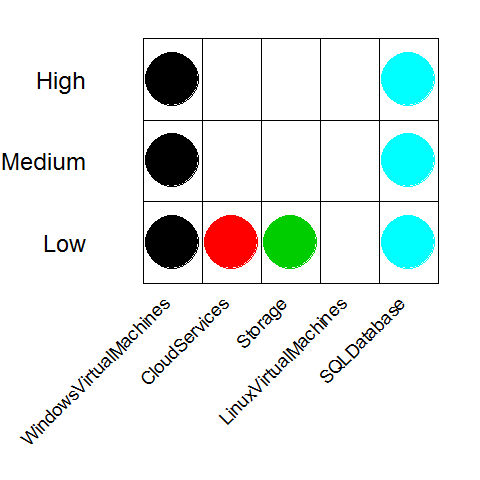 High
Medium
Low
WindowsVirtualMachines
CloudServices
Storage
LinuxVirtualMachines
SQLDatabase